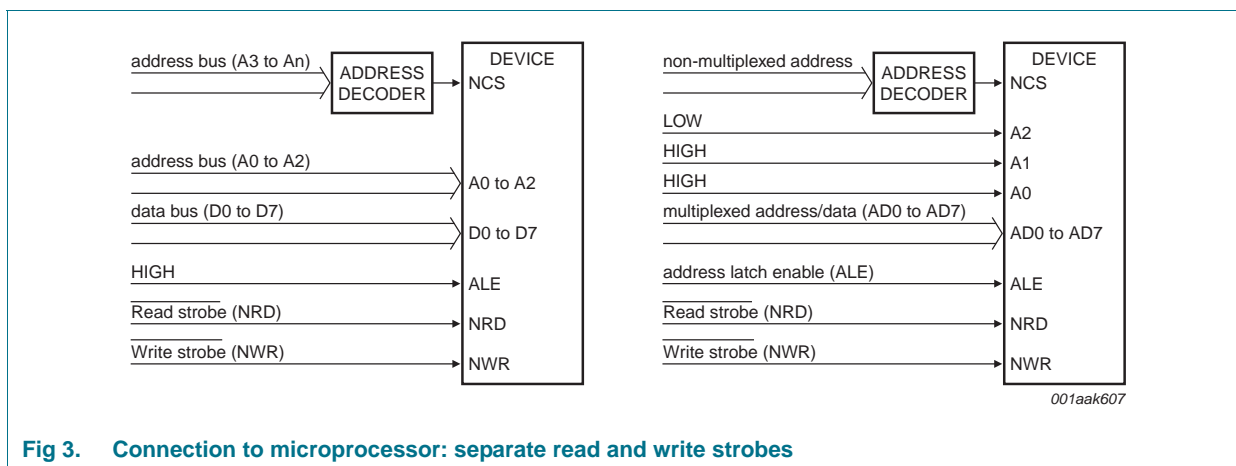 address bus (A3 to An)
ADDRESS
DECODER
DEVICE
NCS
address bus (A0 to A2)
A0 to A2
data bus (D0 to D7)
D0 to D7
HIGH
ALE
Read strobe (NRD)
NRD
Write strobe (NWR)
NWR
non-multiplexed address
ADDRESS
DECODER
DEVICE
NCS
LOW
A2
HIGH
A1
HIGH
A0
multiplexed address/data (AD0 to AD7)
AD0 to AD7
address latch enable (ALE)
ALE
Read strobe (NRD)
NRD
Write strobe (NWR)
NWR
001aak607
Fig 3. Connection to microprocessor: separate read and write strobes